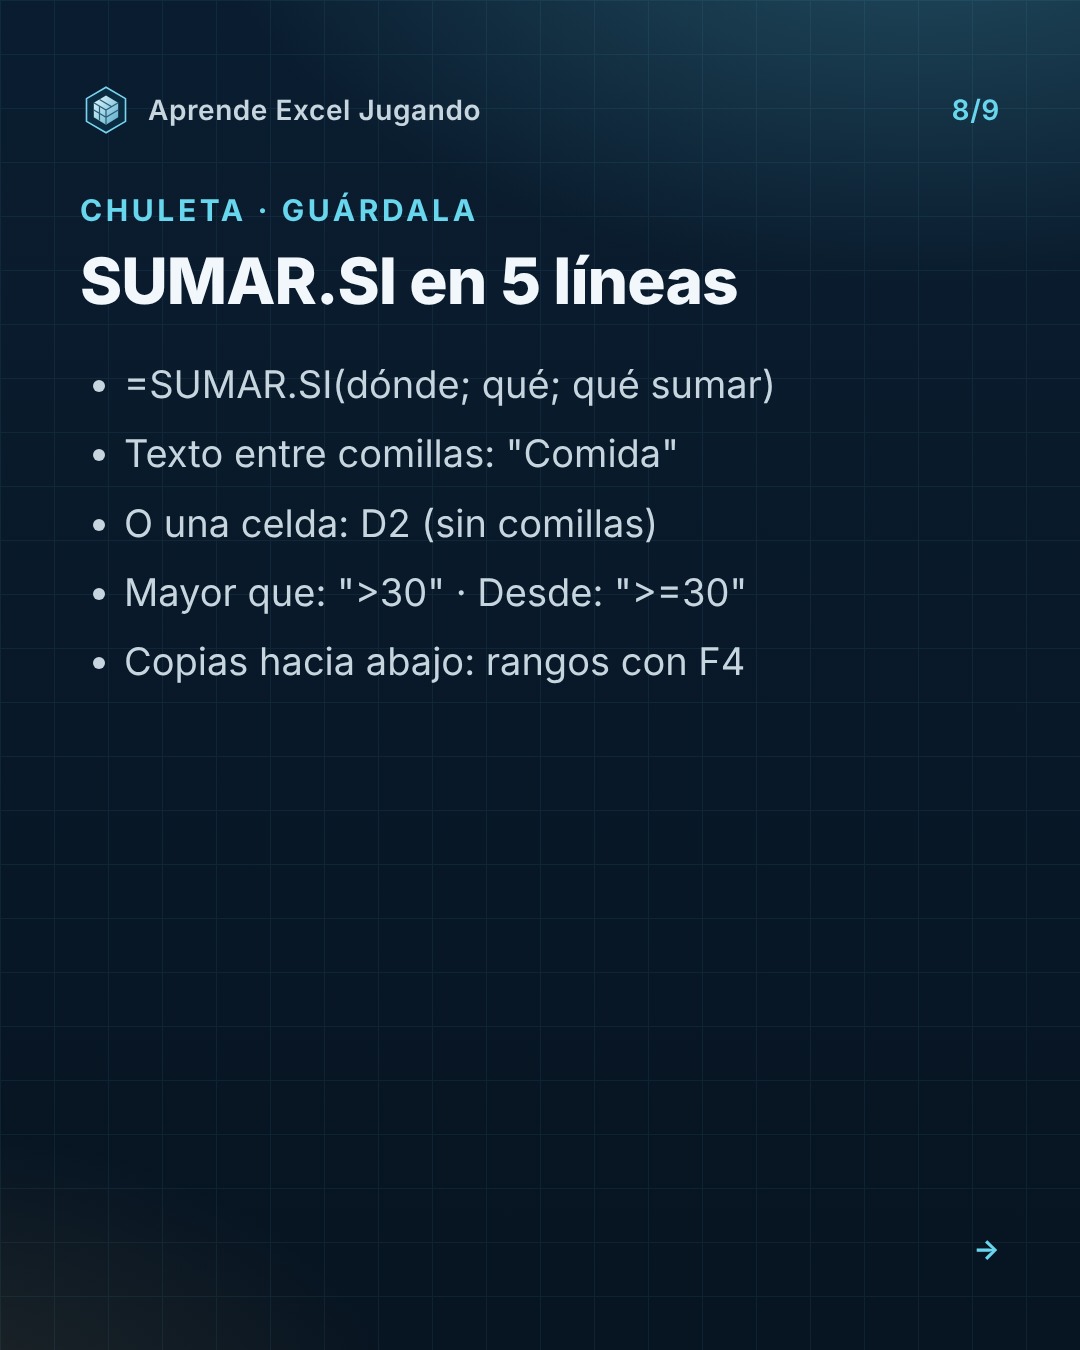 Aprende Excel Jugando
8/9
CHULETA · GUÁRDALA
SUMAR.SI en 5 líneas
• =SUMAR.SI(dónde; qué; qué sumar)
• Texto entre comillas: "Comida"
• O una celda: D2 (sin comillas)
• Mayor que: ">30" · Desde: ">=30"
• Copias hacia abajo: rangos con F4
→